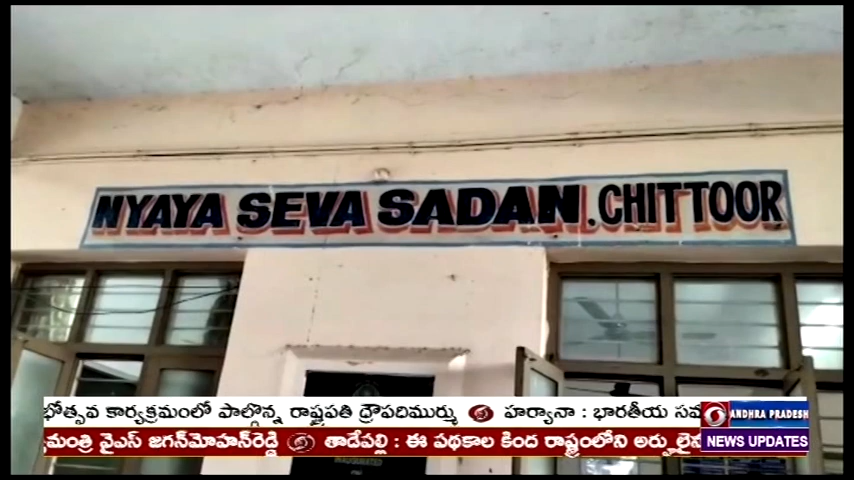 NYAYA SEVA SADAN. CHITTOOR
భోత్సవ కార్యక్రమంలో పాల్గొన్న రాష్ట్రపతి ద్రౌపదిముర్ము హర్యానా : భారతీయ
ANDHRA PRADESH
వైఎస్ జగన్‌మోహన్‌రెడ్డి తాడేపల్లి : ఈ పథకాల కింద రాష్ట్రంలోని
NEWS UPDATES